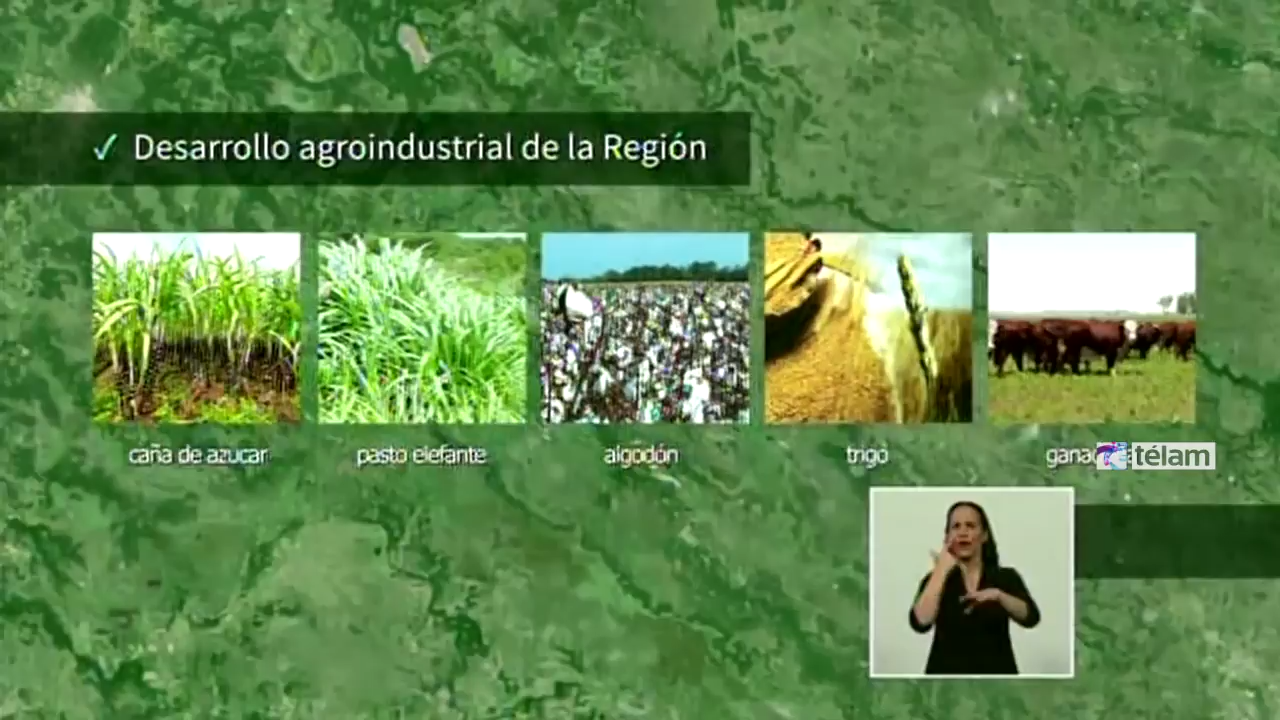 ✓ Desarrollo agroindustrial de la Región
caña de azucar
pasto elefante
algodón
trigo
télam